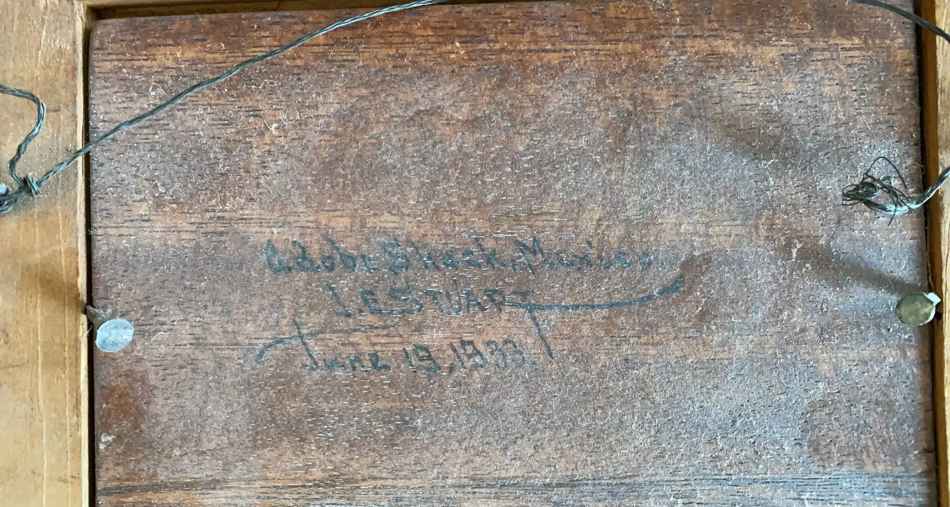 Adobe Shack, Mexico
J.E. STUART
June 19, 1933.